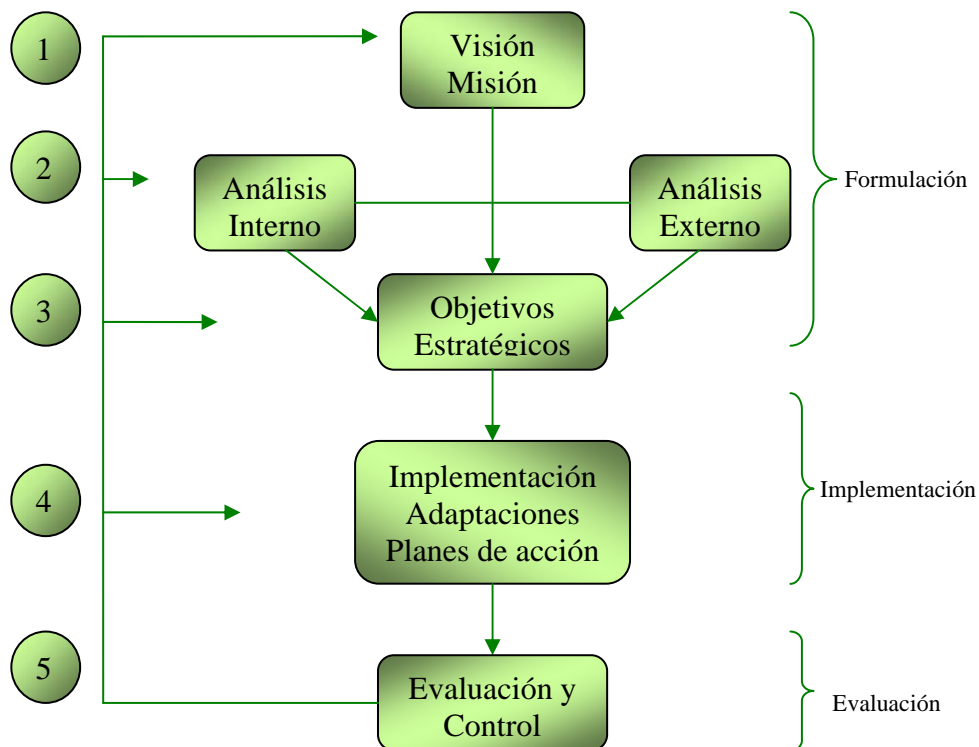 1
Visión
Misión
2
Análisis
Interno
Análisis
Externo
Formulación
3
Objetivos
Estratégicos
4
Implementación
Adaptaciones
Planes de acción
Implementación
5
Evaluación y
Control
Evaluación